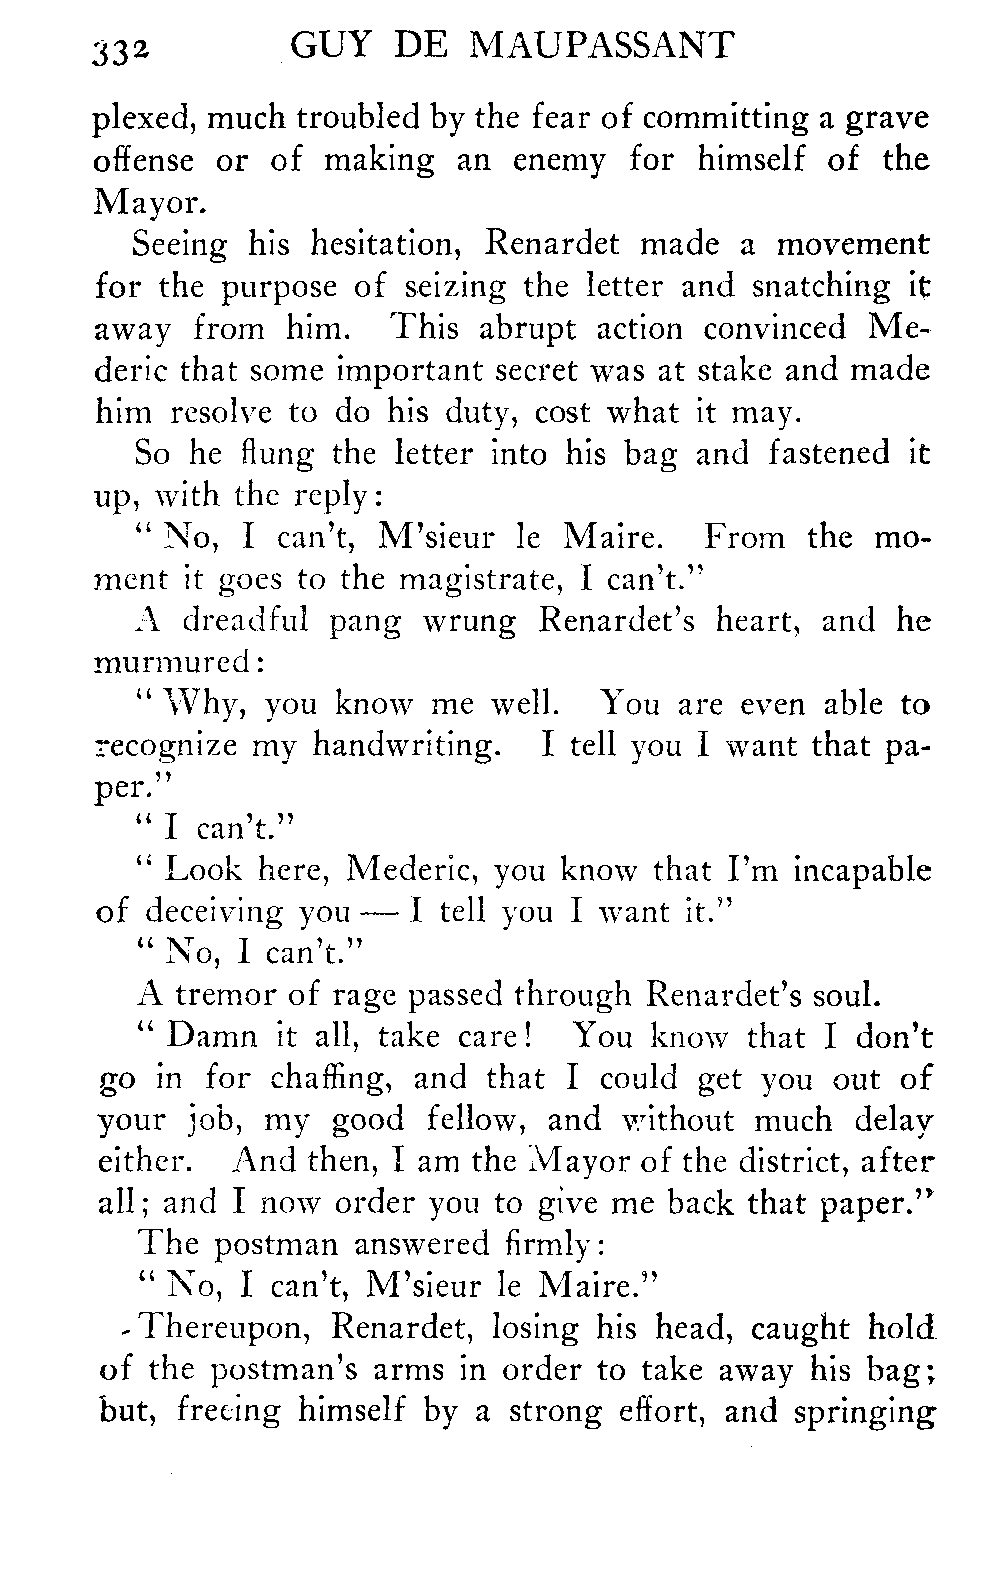 332 GUY DE MAUPASSANT
plexed, much troubled by the fear of committing a grave
offense or of making an enemy for himself of the
Mayor.
Seeing his hesitation, Renardet made a movement
for the purpose of seizing the letter and snatching it
away from him. This abrupt action convinced Me-
deric that some important secret was at stake and made
him resolve to do his duty, cost what it may.
So he flung the letter into his bag and fastened it
up, with the reply:
" No, I can't, M'sieur le Maire. From the mo-
ment it goes to the magistrate, I can't."
A dreadful pang wrung Renardet's heart, and he
murmured:
" Why, you know me well. You are even able to
recognize my handwriting. I tell you I want that pa-
per."
" I can't."
" Look here, Mederic, you know that I'm incapable
of deceiving you — I tell you I want it."
" No, I can't."
A tremor of rage passed through Renardet's soul.
" Damn it all, take care! You know that I don't
go in for chaffing, and that I could get you out of
your job, my good fellow, and without much delay
either. And then, I am the Mayor of the district, after
all; and I now order you to give me back that paper."
The postman answered firmly:
" No, I can't, M'sieur le Maire."
Thereupon, Renardet, losing his head, caught hold
of the postman's arms in order to take away his bag;
but, freeing himself by a strong effort, and springing